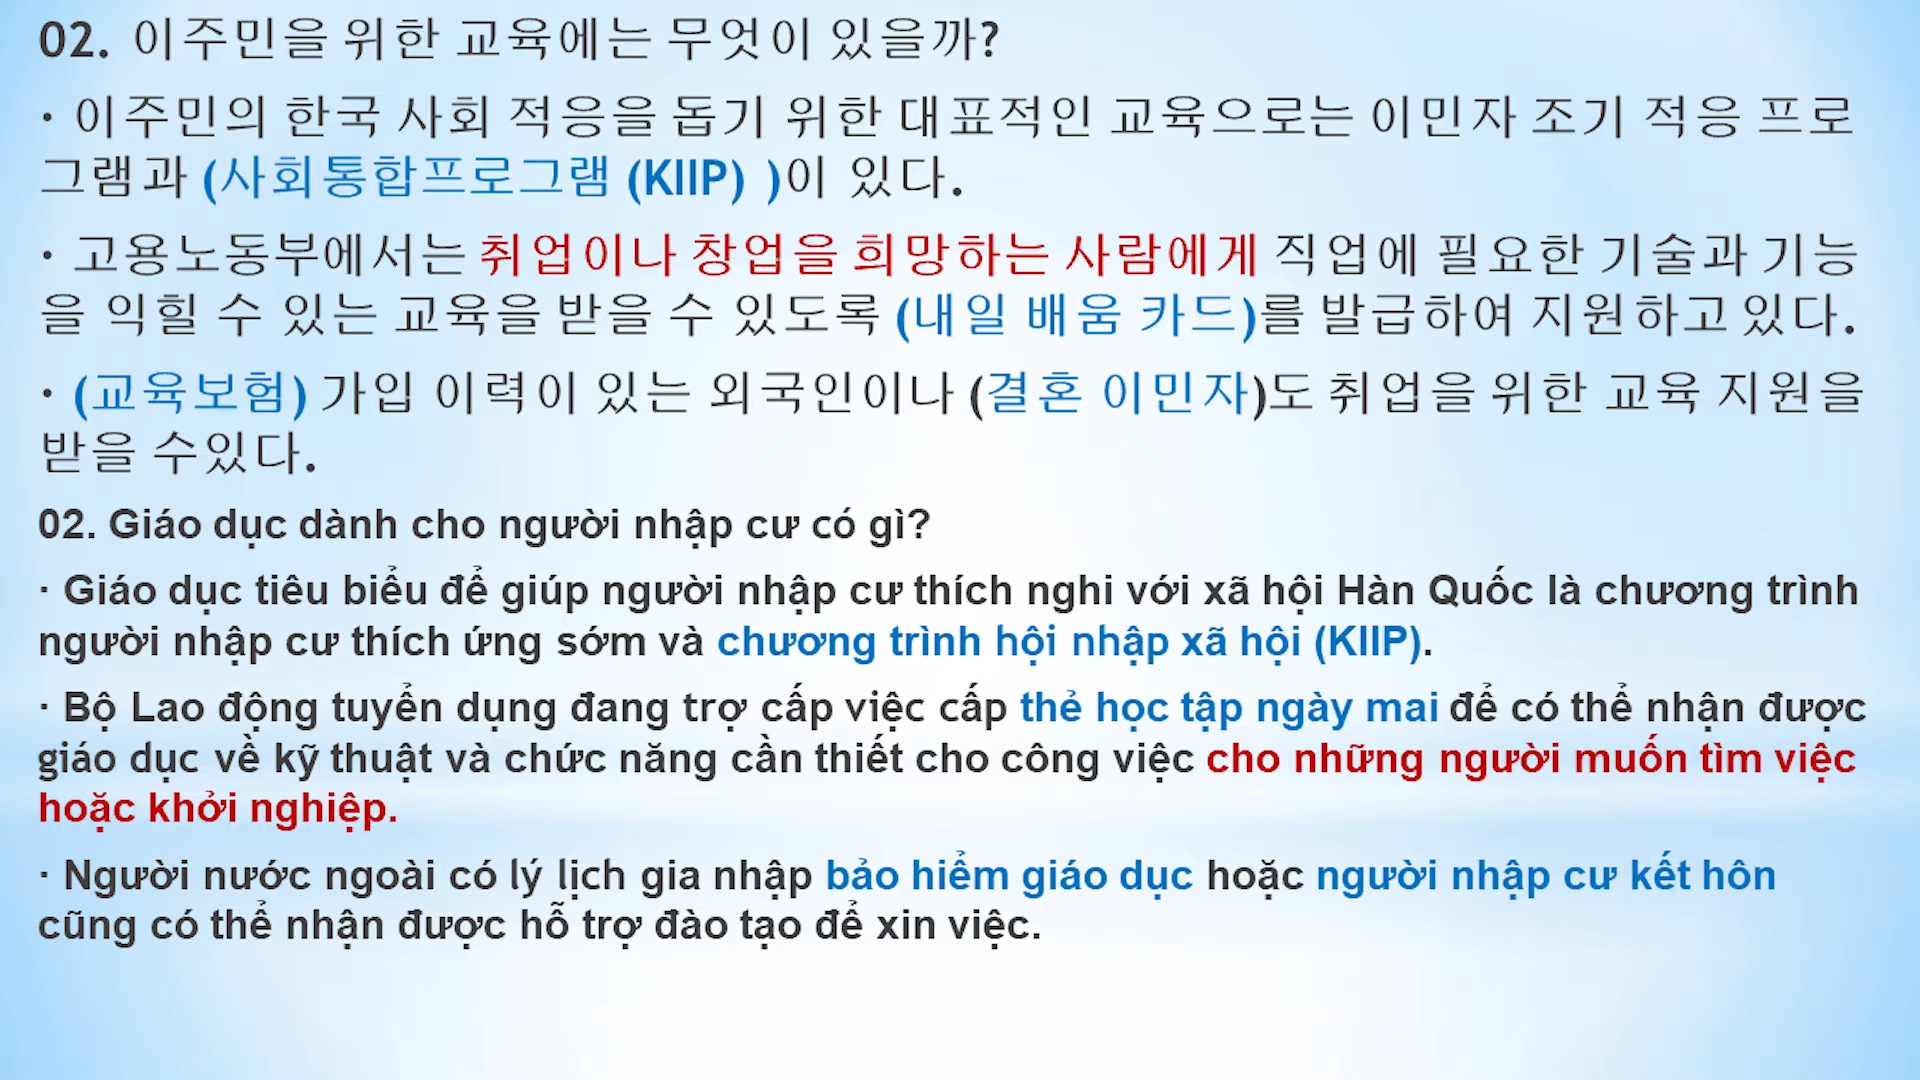 02. 이주민을 위한 교육에는 무엇이 있을까?
· 이주민의 한국 사회 적응을 돕기 위한 대표적인 교육으로는 이민자 조기 적응 프로
그램과 (사회통합프로그램 (KIIP) )이 있다.
· 고용노동부에서는 취업이나 창업을 희망하는 사람에게 직업에 필요한 기술과 기능
을 익힐 수 있는 교육을 받을 수 있도록 (내일 배움 카드)를 발급하여 지원하고 있다.
· (교육보험) 가입 이력이 있는 외국인이나 (결혼 이민자)도 취업을 위한 교육 지원을
받을 수있다.
02. Giáo dục dành cho người nhập cư có gì?
· Giáo dục tiêu biểu để giúp người nhập cư thích nghi với xã hội Hàn Quốc là chương trình
người nhập cư thích ứng sớm và chương trình hội nhập xã hội (KIIP).
· Bộ Lao động tuyển dụng đang trợ cấp việc cấp thẻ học tập ngày mai để có thể nhận được
giáo dục về kỹ thuật và chức năng cần thiết cho công việc cho những người muốn tìm việc
hoặc khởi nghiệp.
· Người nước ngoài có lý lịch gia nhập bảo hiểm giáo dục hoặc người nhập cư kết hôn
cũng có thể nhận được hỗ trợ đào tạo để xin việc.